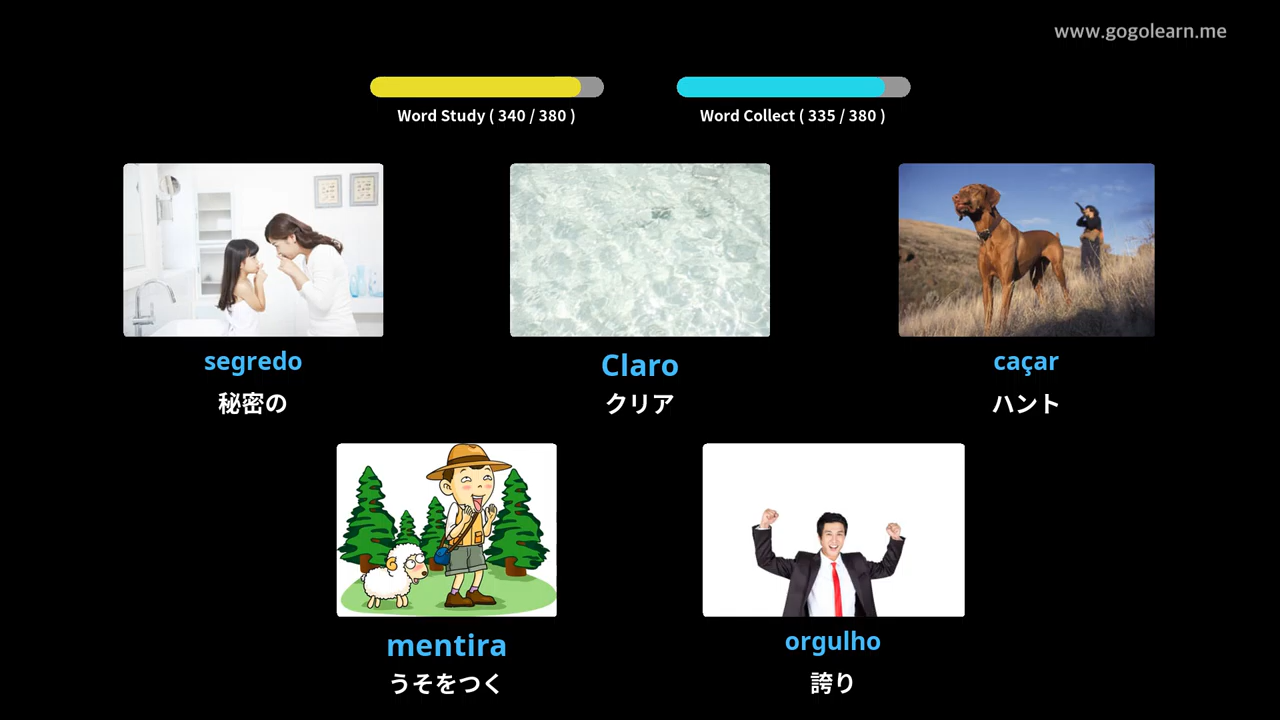 www.gogolearn.me
Word Study ( 340 / 380 )
Word Collect ( 335 / 380 )
segredo
秘密の
Claro
クリア
caçar
ハント
mentira
うそをつく
orgulho
誇り